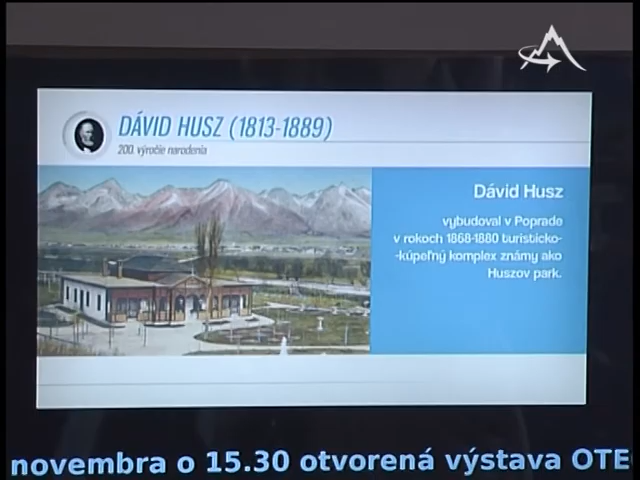 DÁVID HUSZ (1813-1889)
200. výročie narodenia
Dávid Husz
vybudoval v Poprade
v rokoch 1868-1880 turisticko-
-kúpeľný komplex známy ako
Huszov park.
novembra o 15.30 otvorená výstava OTE